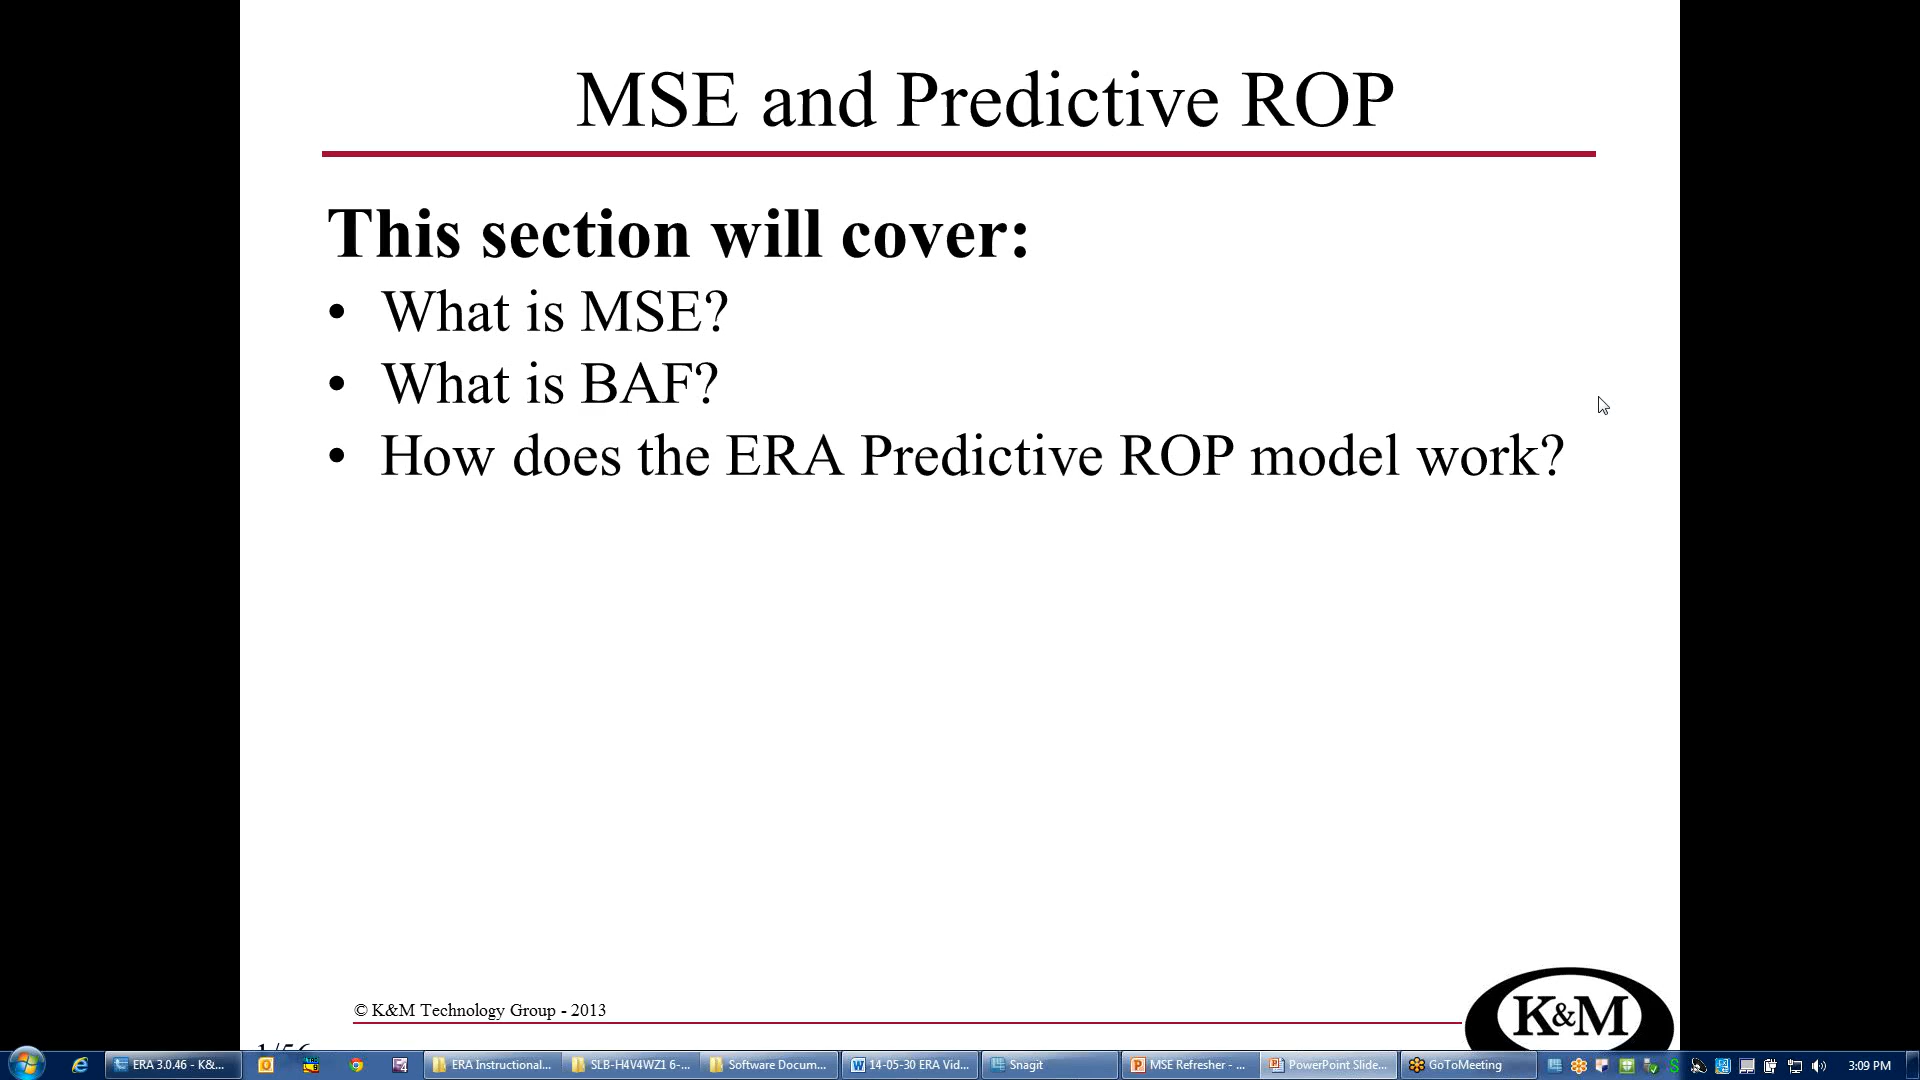 MSE and Predictive ROP
This section will cover:
• What is MSE?
• What is BAF?
• How does the ERA Predictive ROP model work?
© K&M Technology Group - 2013
K&M
1/56
ERA 3.0.46 - K&...
ERA Instructional...
SLB-H4V4WZ1 6-...
Software Docum...
14-05-30 ERA Vid...
Snagit
MSE Refresher - ...
PowerPoint Slide...
GoToMeeting
3:09 PM